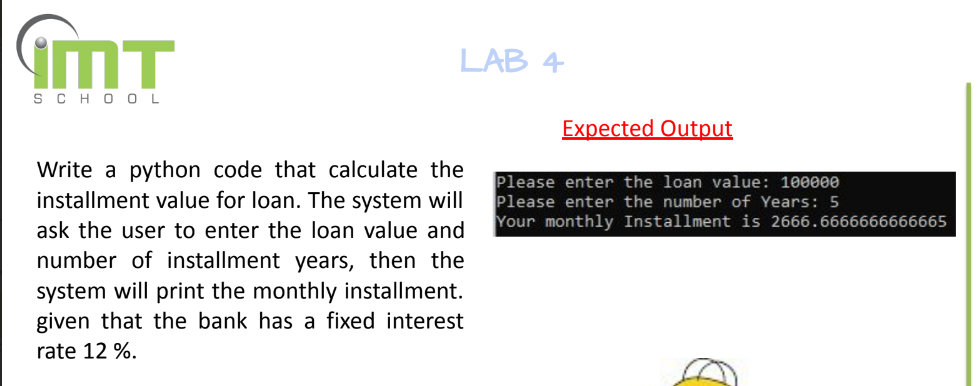 iMT
SCHOOL
LAB 4
Expected Output
Write a python code that calculate the
installment value for loan. The system will
ask the user to enter the loan value and
number of installment years, then the
system will print the monthly installment.
given that the bank has a fixed interest
rate 12 %.
Please enter the loan value: 100000
Please enter the number of Years: 5
Your monthly Installment is 2666.6666666666665